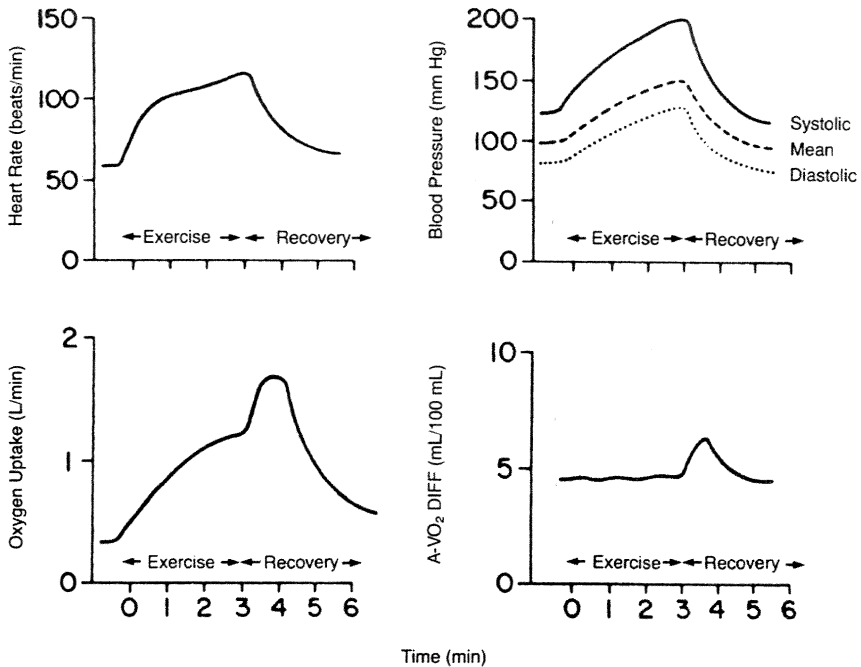 Heart Rate (beats/min)
150
100
50
0
Exercise
Recovery
Blood Pressure (mm Hg)
200
150
100
50
0
Systolic
Mean
Diastolic
Exercise
Recovery
Oxygen Uptake (L/min)
2
1
0
Exercise
Recovery
0 1 2 3 4 5 6
A-VO₂ DIFF (mL/100 mL)
10
5
0
Exercise
Recovery
0 1 2 3 4 5 6
Time (min)